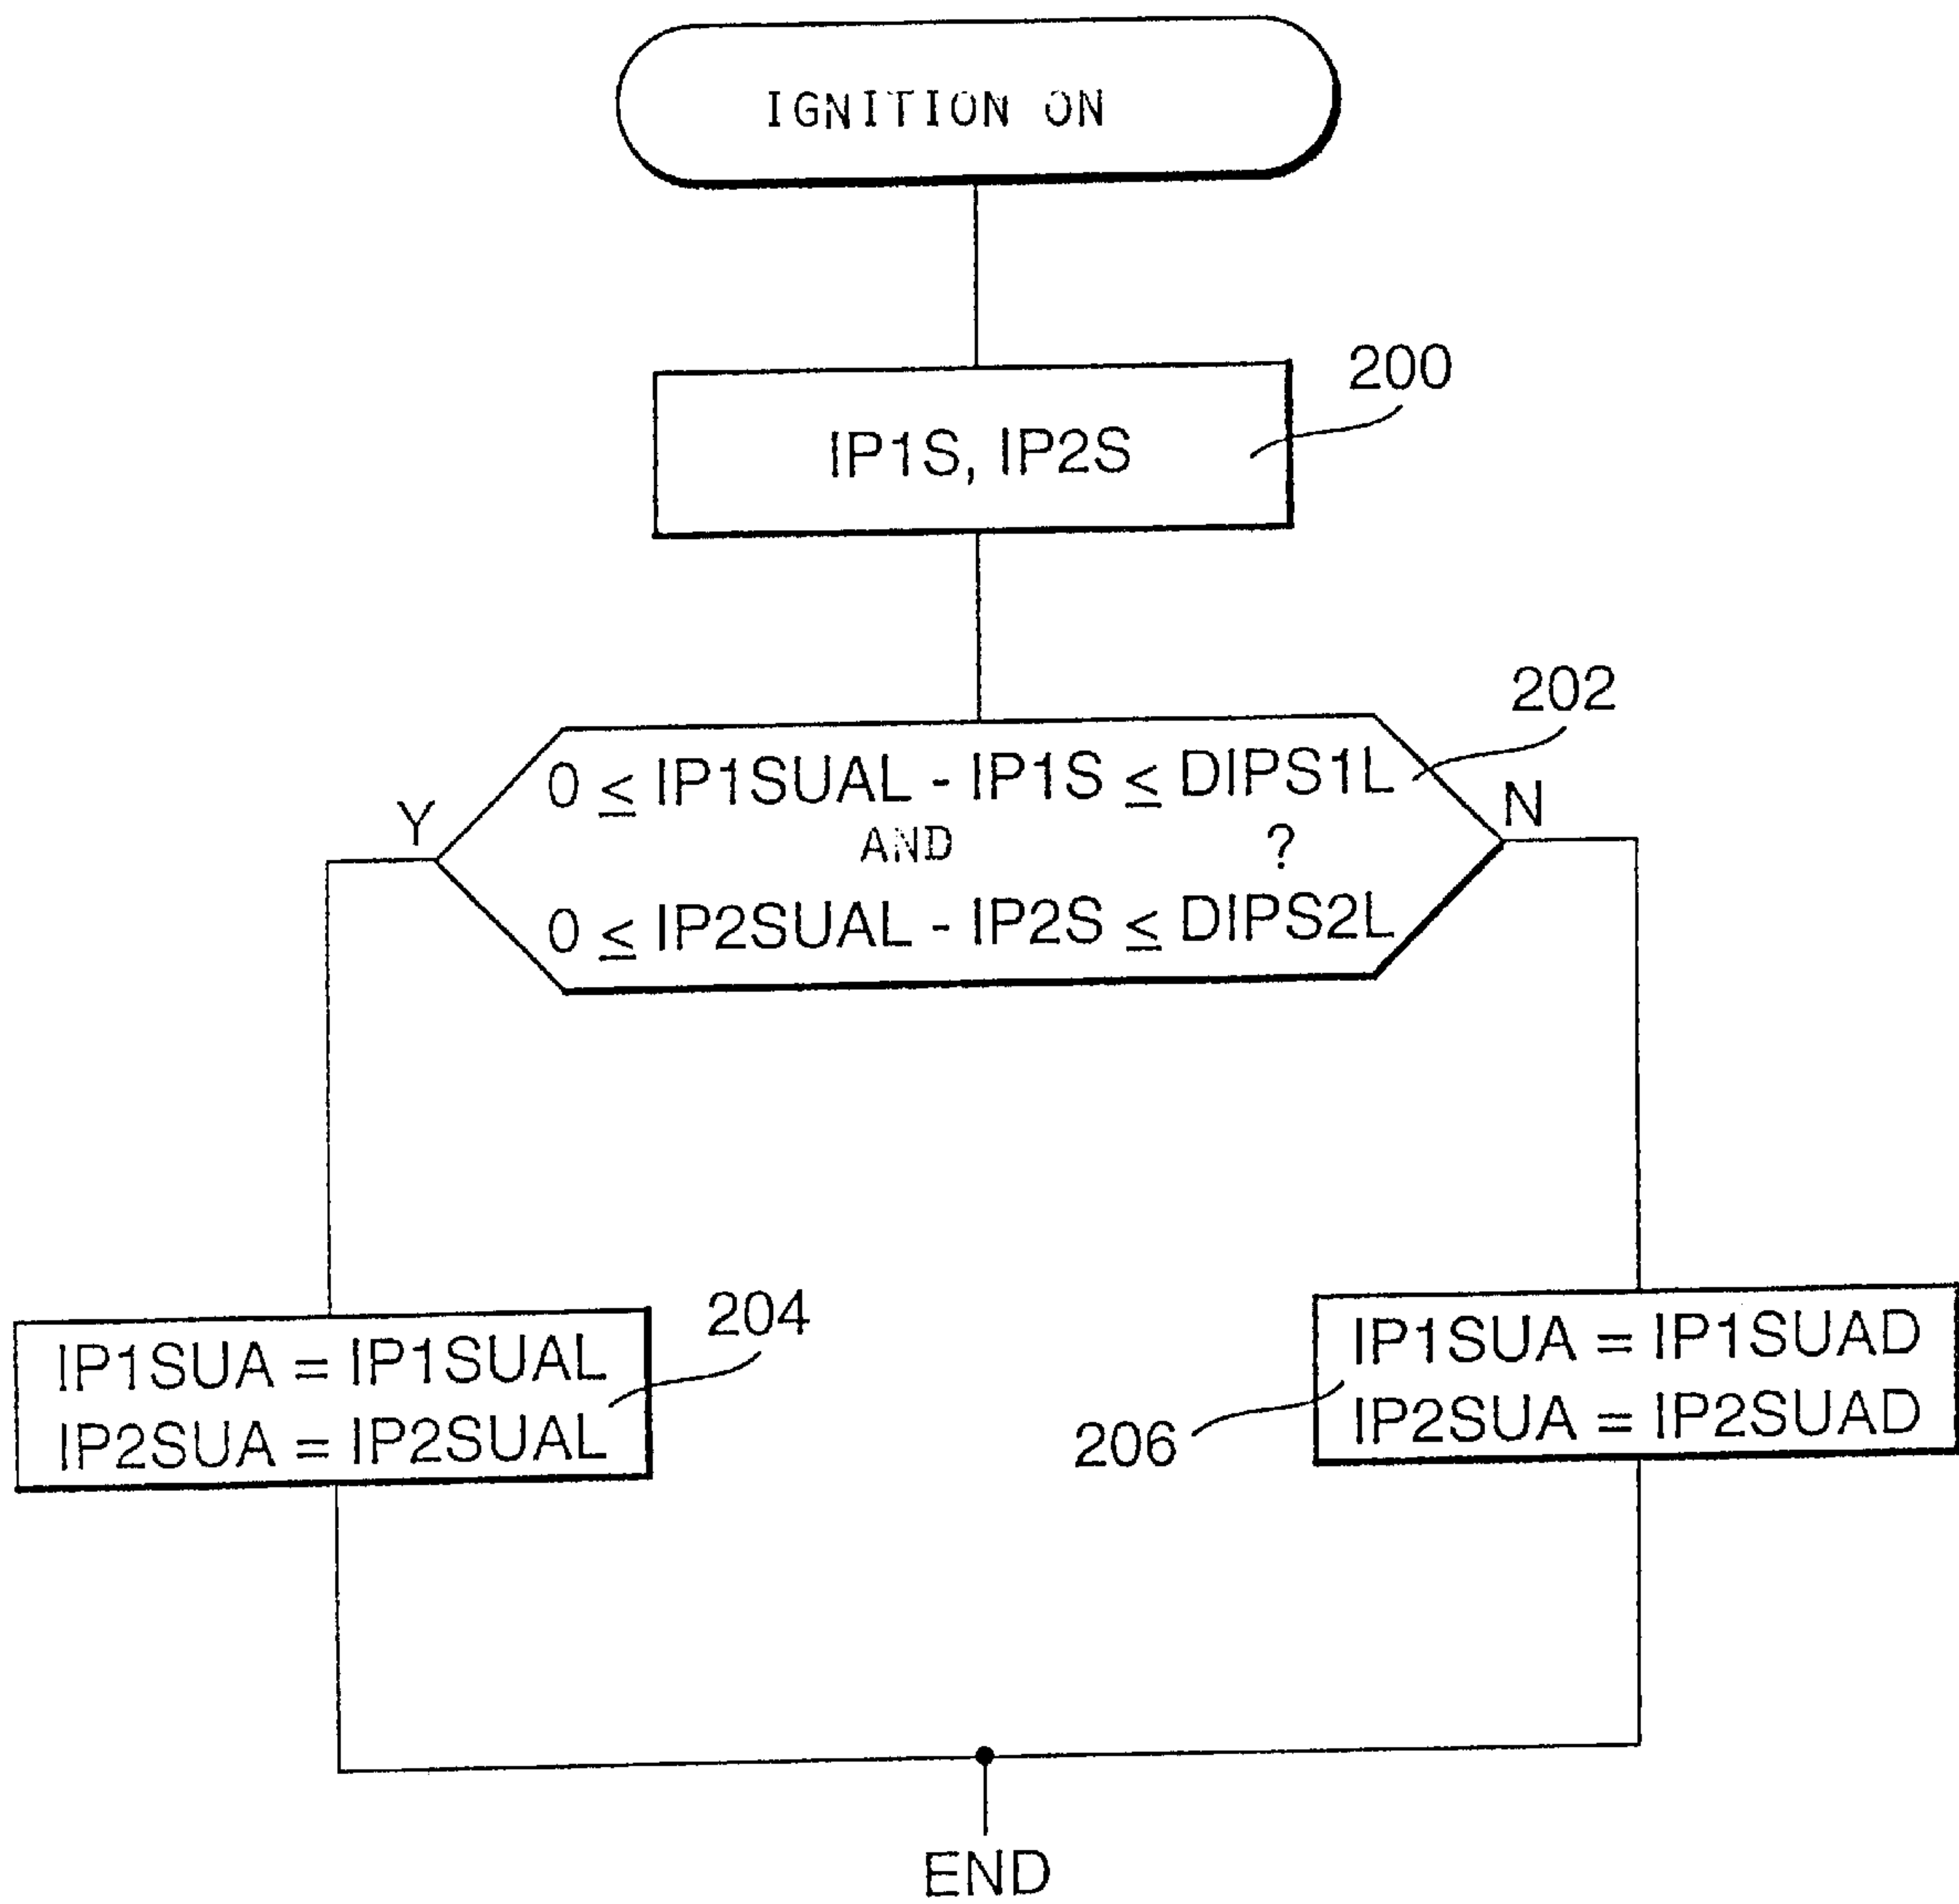 IGNITION ON
200
IP1S, IP2S
202
0 ≤ IP1SUAL - IP1S ≤ DIPS1L
Y
AND ?
N
0 ≤ IP2SUAL - IP2S ≤ DIPS2L
204
IP1SUA = IP1SUAL
IP2SUA = IP2SUAL
IP1SUA = IP1SUAD
IP2SUA = IP2SUAD
206
END